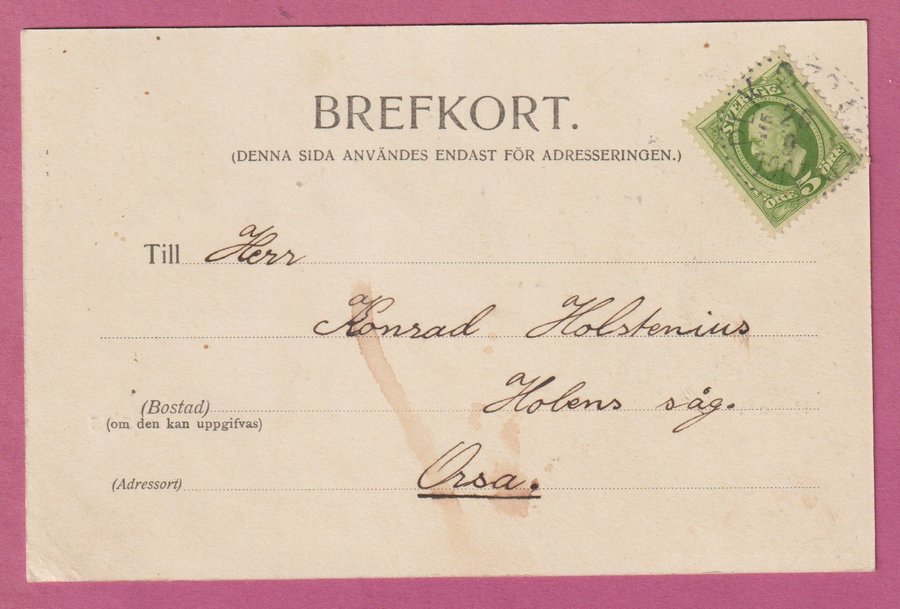 BREFKORT.
(DENNA SIDA ANVÄNDES ENDAST FÖR ADRESSERINGEN.)
SVERIGE
ÖRE 5 ÖRE
Till Herr
Konrad Holstenius
(Bostad) Holens såg.
(om den kan uppgifvas)
(Adressort) Orsa.